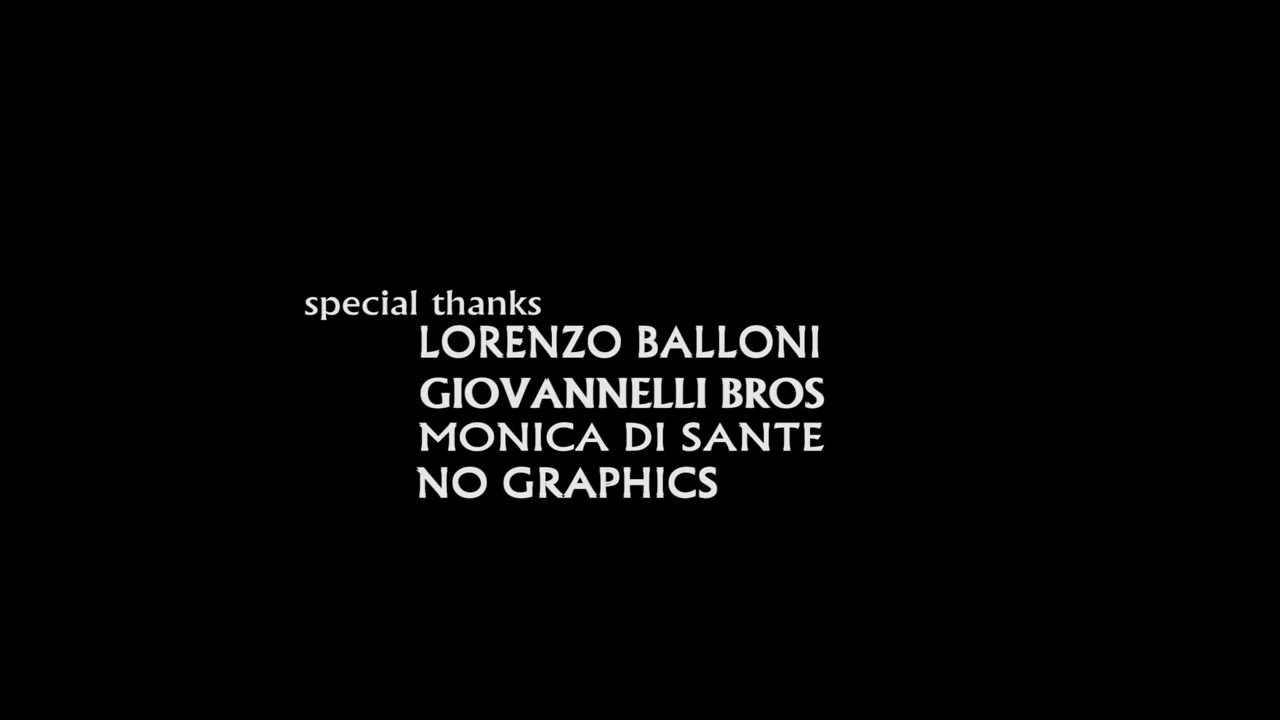 special thanks
LORENZO BALLONI
GIOVANNELLI BROS
MONICA DI SANTE
NO GRAPHICS